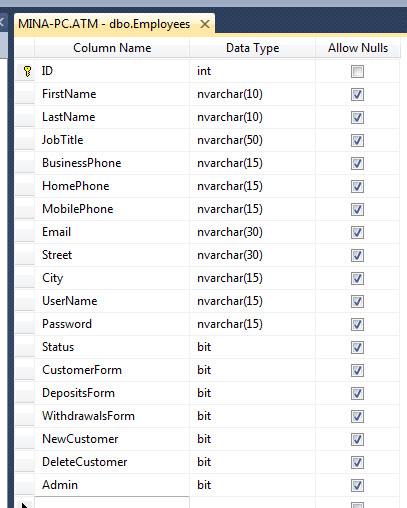 MINA-PC.ATM - dbo.Employees ×
Column Name Data Type Allow Nulls
ID int
FirstName nvarchar(10)
LastName nvarchar(10)
JobTitle nvarchar(50)
BusinessPhone nvarchar(15)
HomePhone nvarchar(15)
MobilePhone nvarchar(15)
Email nvarchar(30)
Street nvarchar(30)
City nvarchar(15)
UserName nvarchar(15)
Password nvarchar(15)
Status bit
CustomerForm bit
DepositsForm bit
WithdrawalsForm bit
NewCustomer bit
DeleteCustomer bit
Admin bit